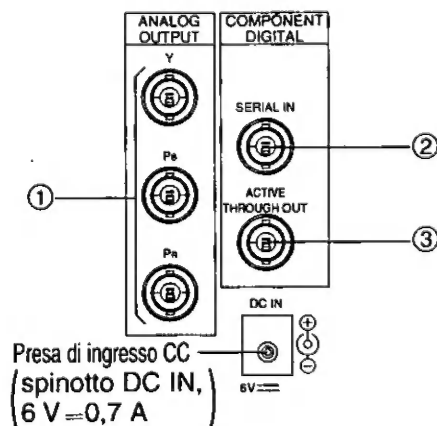 ANALOG OUTPUT
Y
PB
PR
COMPONENT DIGITAL
SERIAL IN
ACTIVE THROUGH OUT
①
②
③
DC IN
6V ⎓
⊕
⊖
Presa di ingresso CC
(spinotto DC IN,
6 V ⎓ 0,7 A)